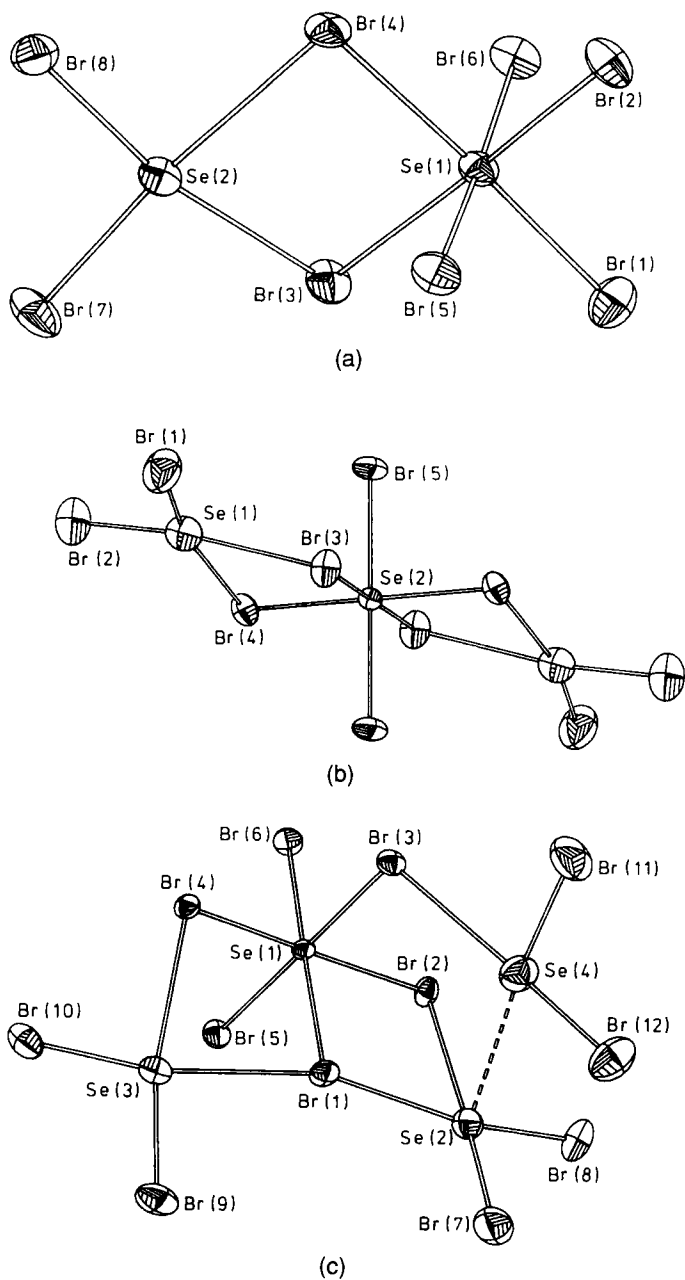 Br(4)
Br(8)
Br(6)
Br(2)
Se(2)
Se(1)
Br(3)
Br(5)
Br(1)
Br(7)
(a)
Br(1)
Br(5)
Se(1)
Br(3)
Br(2)
Se(2)
Br(4)
(b)
Br(6)
Br(3)
Br(11)
Br(4)
Se(1)
Br(2)
Se(4)
Br(10)
Br(5)
Br(12)
Se(3)
Br(1)
Se(2)
Br(8)
Br(9)
Br(7)
(c)